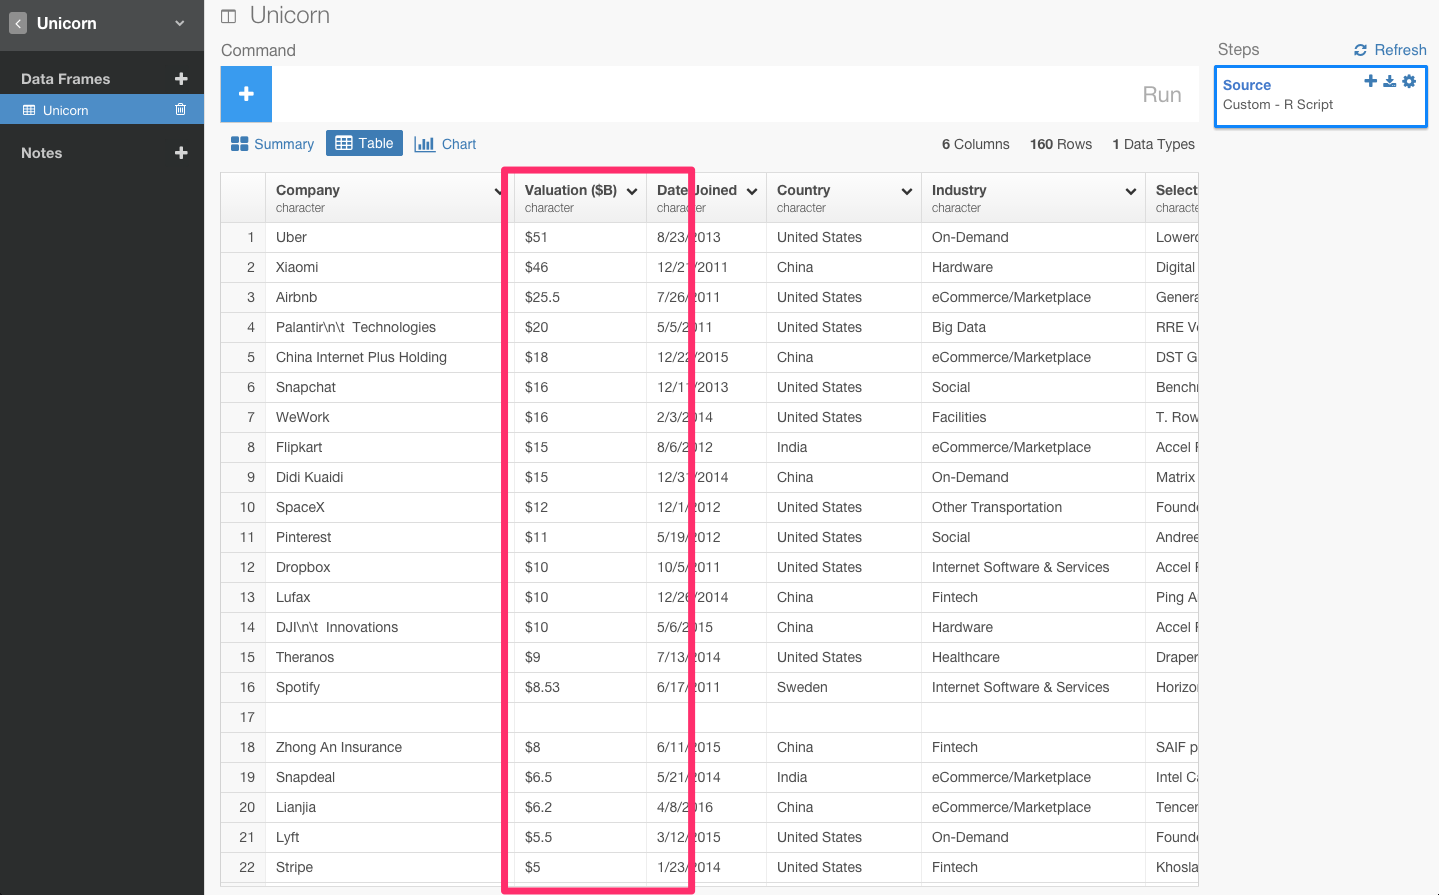 Unicorn
Data Frames
Unicorn
Notes
Unicorn
Command
Run
Summary Table Chart
6 Columns 160 Rows 1 Data Types
Steps Refresh
Source
Custom - R Script
Company Valuation ($B) Date Joined Country Industry Select
character character character character character characte
1 Uber $51 8/23/2013 United States On-Demand Lowerc
2 Xiaomi $46 12/21/2011 China Hardware Digital
3 Airbnb $25.5 7/26/2011 United States eCommerce/Marketplace Genera
4 Palantir\n\t Technologies $20 5/5/2011 United States Big Data RRE Ve
5 China Internet Plus Holding $18 12/22/2015 China eCommerce/Marketplace DST G
6 Snapchat $16 12/11/2013 United States Social Benchr
7 WeWork $16 2/3/2014 United States Facilities T. Row
8 Flipkart $15 8/6/2012 India eCommerce/Marketplace Accel
9 Didi Kuaidi $15 12/31/2014 China On-Demand Matrix
10 SpaceX $12 12/1/2012 United States Other Transportation Founde
11 Pinterest $11 5/19/2012 United States Social Andree
12 Dropbox $10 10/5/2011 United States Internet Software & Services Accel
13 Lufax $10 12/26/2014 China Fintech Ping A
14 DJI\n\t Innovations $10 5/6/2015 China Hardware Accel
15 Theranos $9 7/13/2014 United States Healthcare Draper
16 Spotify $8.53 6/17/2011 Sweden Internet Software & Services Horizo
17
18 Zhong An Insurance $8 6/11/2015 China Fintech SAIF p
19 Snapdeal $6.5 5/21/2014 India eCommerce/Marketplace Intel Ca
20 Lianjia $6.2 4/8/2016 China eCommerce/Marketplace Tencer
21 Lyft $5.5 3/12/2015 United States On-Demand Founde
22 Stripe $5 1/23/2014 United States Fintech Khosla